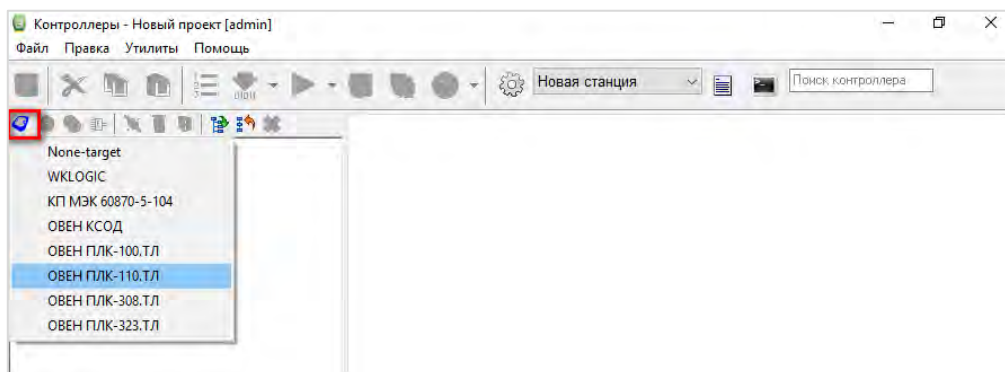 Контроллеры - Новый проект [admin]
Файл Правка Утилиты Помощь
Новая станция
Поиск контроллера
None-target
WKLOGIC
КП МЭК 60870-5-104
ОВЕН КСОД
ОВЕН ПЛК-100.ТЛ
ОВЕН ПЛК-110.ТЛ
ОВЕН ПЛК-308.ТЛ
ОВЕН ПЛК-323.ТЛ